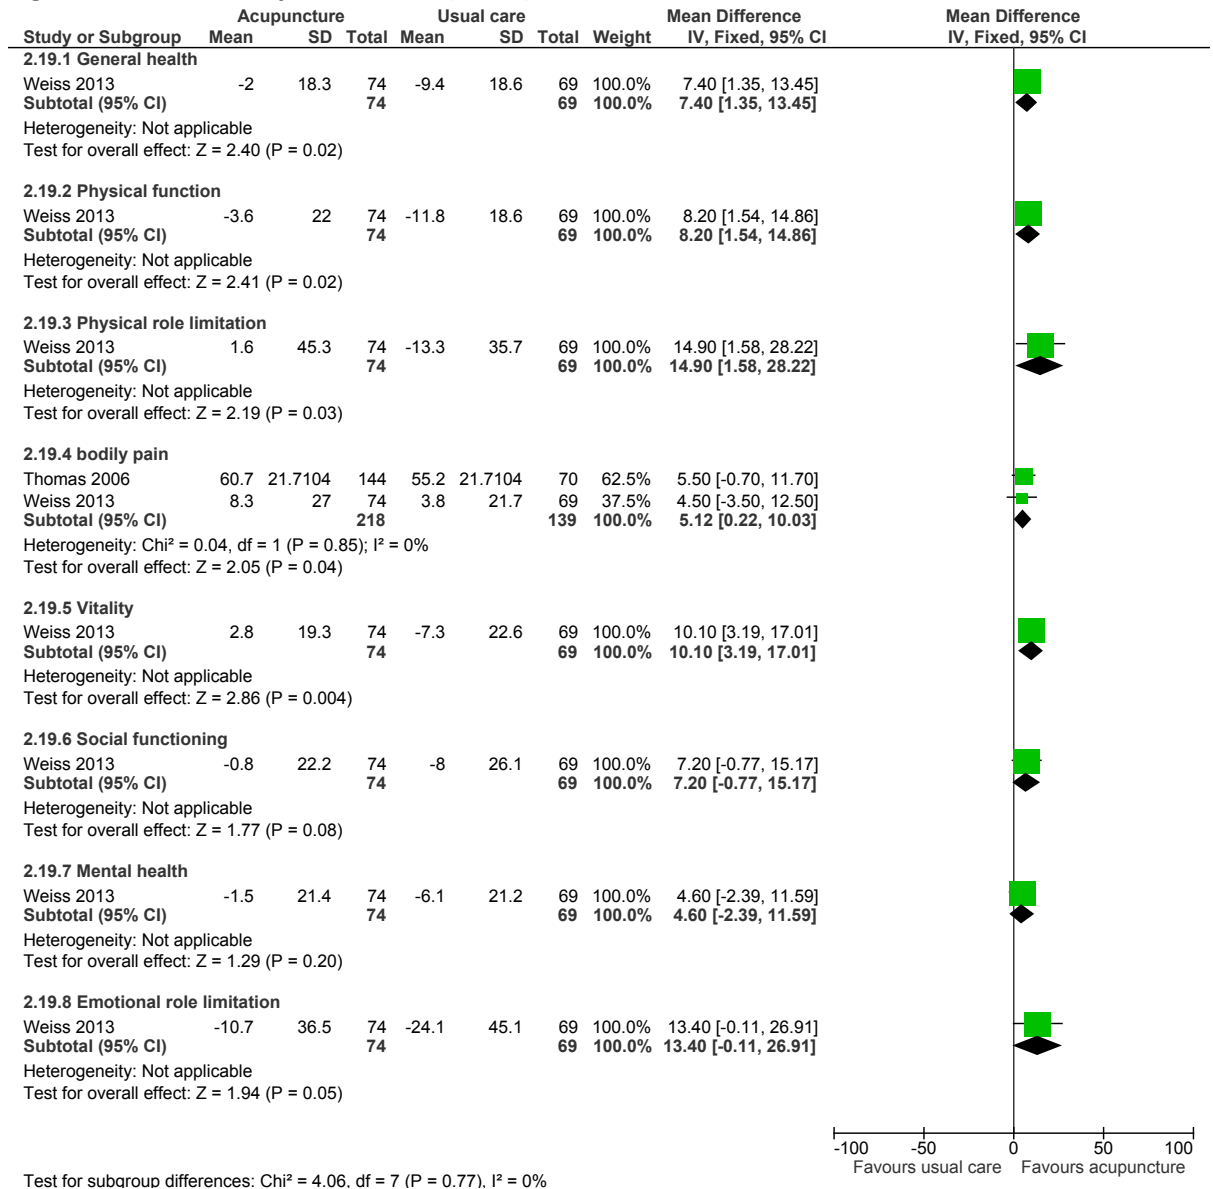 Acupuncture Usual care Mean Difference Mean Difference
Study or Subgroup Mean SD Total Mean SD Total Weight IV, Fixed, 95% CI IV, Fixed, 95% CI
2.19.1 General health
Weiss 2013 -2 18.3 74 -9.4 18.6 69 100.0% 7.40 [1.35, 13.45]
Subtotal (95% CI) 74 69 100.0% 7.40 [1.35, 13.45]
Heterogeneity: Not applicable
Test for overall effect: Z = 2.40 (P = 0.02)
2.19.2 Physical function
Weiss 2013 -3.6 22 74 -11.8 18.6 69 100.0% 8.20 [1.54, 14.86]
Subtotal (95% CI) 74 69 100.0% 8.20 [1.54, 14.86]
Heterogeneity: Not applicable
Test for overall effect: Z = 2.41 (P = 0.02)
2.19.3 Physical role limitation
Weiss 2013 1.6 45.3 74 -13.3 35.7 69 100.0% 14.90 [1.58, 28.22]
Subtotal (95% CI) 74 69 100.0% 14.90 [1.58, 28.22]
Heterogeneity: Not applicable
Test for overall effect: Z = 2.19 (P = 0.03)
2.19.4 bodily pain
Thomas 2006 60.7 21.7104 144 55.2 21.7104 70 62.5% 5.50 [-0.70, 11.70]
Weiss 2013 8.3 27 74 3.8 21.7 69 37.5% 4.50 [-3.50, 12.50]
Subtotal (95% CI) 218 139 100.0% 5.12 [0.22, 10.03]
Heterogeneity: Chi² = 0.04, df = 1 (P = 0.85); I² = 0%
Test for overall effect: Z = 2.05 (P = 0.04)
2.19.5 Vitality
Weiss 2013 2.8 19.3 74 -7.3 22.6 69 100.0% 10.10 [3.19, 17.01]
Subtotal (95% CI) 74 69 100.0% 10.10 [3.19, 17.01]
Heterogeneity: Not applicable
Test for overall effect: Z = 2.86 (P = 0.004)
2.19.6 Social functioning
Weiss 2013 -0.8 22.2 74 -8 26.1 69 100.0% 7.20 [-0.77, 15.17]
Subtotal (95% CI) 74 69 100.0% 7.20 [-0.77, 15.17]
Heterogeneity: Not applicable
Test for overall effect: Z = 1.77 (P = 0.08)
2.19.7 Mental health
Weiss 2013 -1.5 21.4 74 -6.1 21.2 69 100.0% 4.60 [-2.39, 11.59]
Subtotal (95% CI) 74 69 100.0% 4.60 [-2.39, 11.59]
Heterogeneity: Not applicable
Test for overall effect: Z = 1.29 (P = 0.20)
2.19.8 Emotional role limitation
Weiss 2013 -10.7 36.5 74 -24.1 45.1 69 100.0% 13.40 [-0.11, 26.91]
Subtotal (95% CI) 74 69 100.0% 13.40 [-0.11, 26.91]
Heterogeneity: Not applicable
Test for overall effect: Z = 1.94 (P = 0.05)
-100 -50 0 50 100
Favours usual care Favours acupuncture
Test for subgroup differences: Chi² = 4.06, df = 7 (P = 0.77), I² = 0%